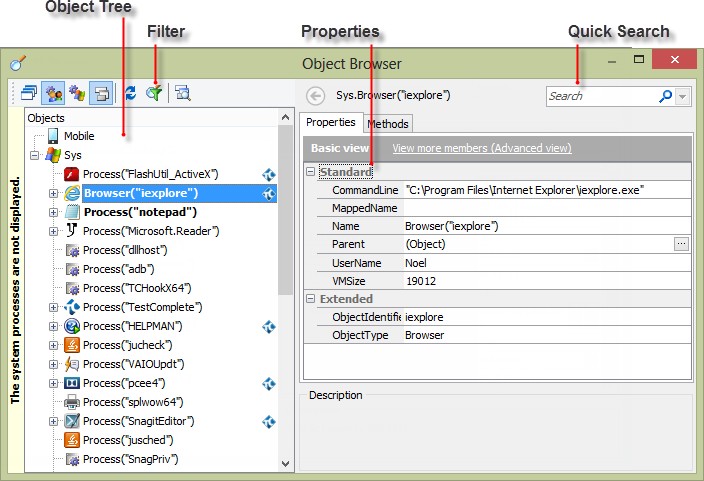 Object Tree
Filter
Properties
Quick Search
Object Browser
Sys.Browser("iexplore")
Search
Objects
Mobile
Sys
Process("FlashUtil_ActiveX")
Browser("iexplore")
Process("notepad")
Process("Microsoft.Reader")
Process("dllhost")
Process("adb")
Process("TCHookX64")
Process("TestComplete")
Process("HELPMAN")
Process("jucheck")
Process("VAIOUpdt")
Process("pcee4")
Process("splwow64")
Process("SnagitEditor")
Process("jusched")
Process("SnagPriv")
The system processes are not displayed.
Properties
Methods
Basic view
View more members (Advanced view)
Standard
CommandLine "C:\Program Files\Internet Explorer\iexplore.exe"
MappedName
Name Browser("iexplore")
Parent (Object) ...
UserName Noel
VMSize 19012
Extended
ObjectIdentifie iexplore
ObjectType Browser
Description